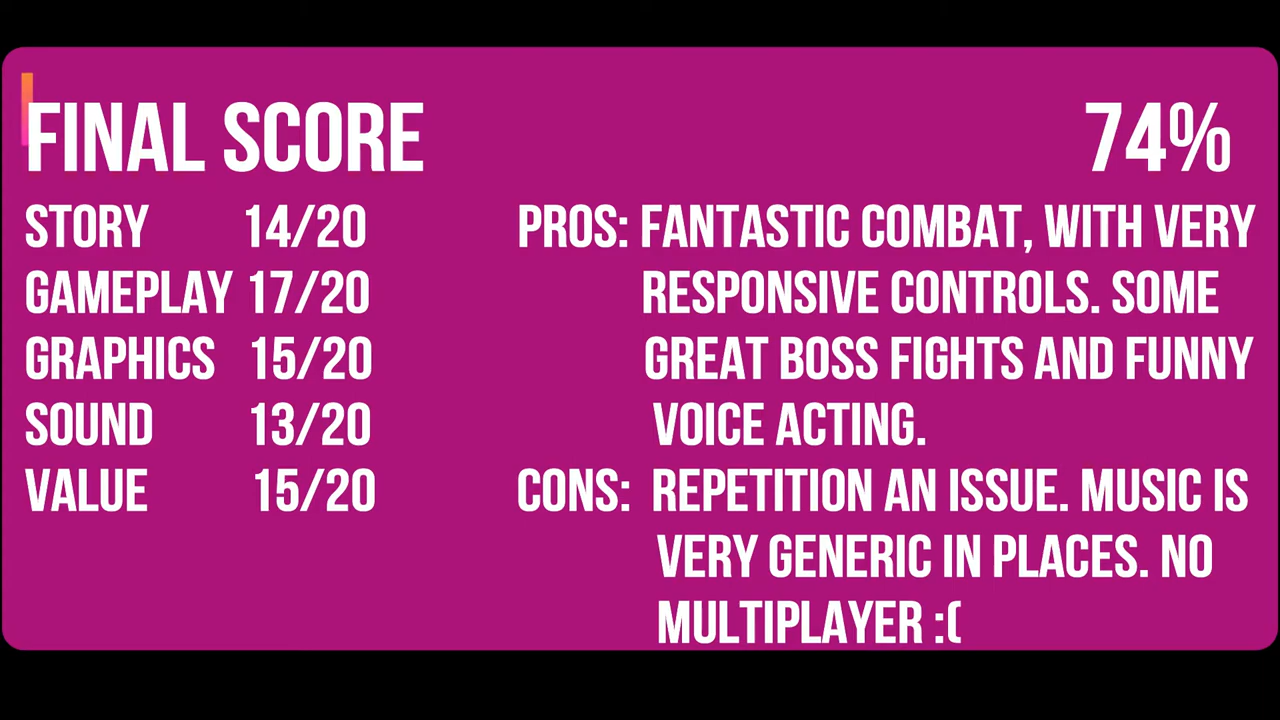 FINAL SCORE 74%
STORY 14/20
GAMEPLAY 17/20
GRAPHICS 15/20
SOUND 13/20
VALUE 15/20
PROS: FANTASTIC COMBAT, WITH VERY
RESPONSIVE CONTROLS. SOME
GREAT BOSS FIGHTS AND FUNNY
VOICE ACTING.
CONS: REPETITION AN ISSUE. MUSIC IS
VERY GENERIC IN PLACES. NO
MULTIPLAYER :(